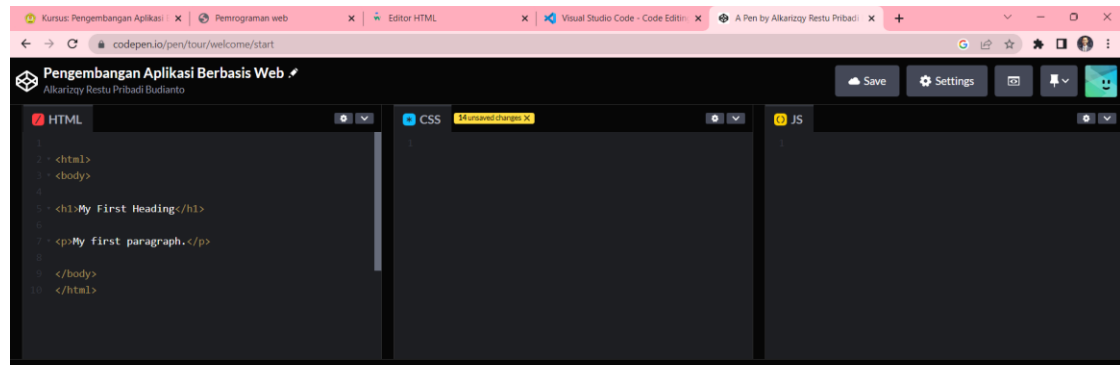 Kursus: Pengembangan Aplikasi
Pemrograman web
Editor HTML
Visual Studio Code - Code Editin
A Pen by Alkarizqy Restu Pribadi
codepen.io/pen/tour/welcome/start
Pengembangan Aplikasi Berbasis Web
Alkarizqy Restu Pribadi Budianto
Save
Settings
HTML
1
2 <html>
3 <body>
4
5 <h1>My First Heading</h1>
6
7 <p>My first paragraph.</p>
8
9 </body>
10 </html>
CSS
14 unsaved changes X
1
JS
1